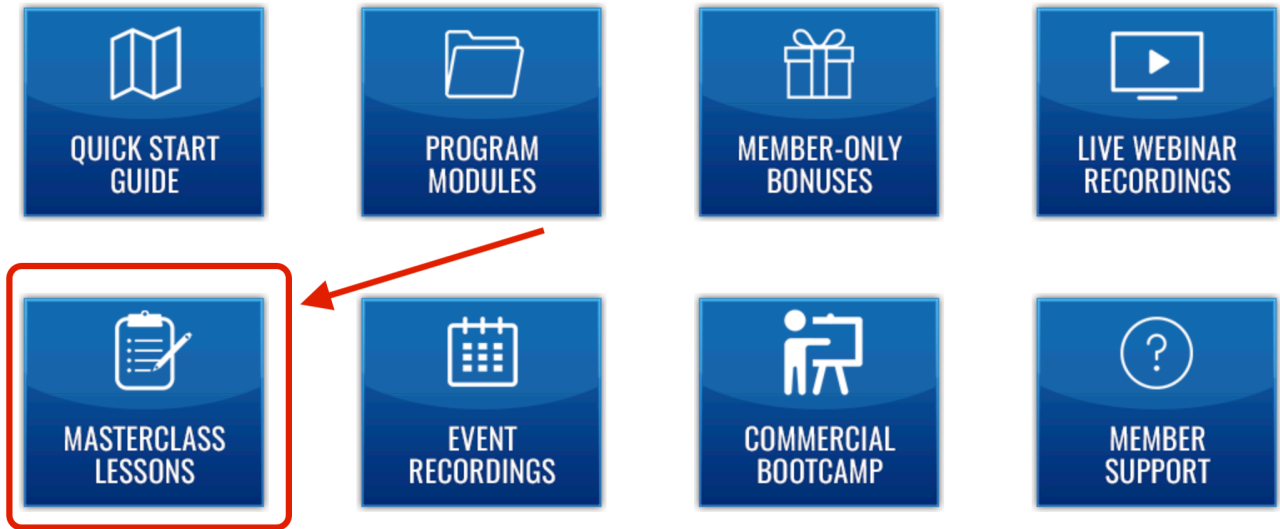 QUICK START
GUIDE
PROGRAM
MODULES
MEMBER-ONLY
BONUSES
LIVE WEBINAR
RECORDINGS
MASTERCLASS
LESSONS
EVENT
RECORDINGS
COMMERCIAL
BOOTCAMP
?
MEMBER
SUPPORT